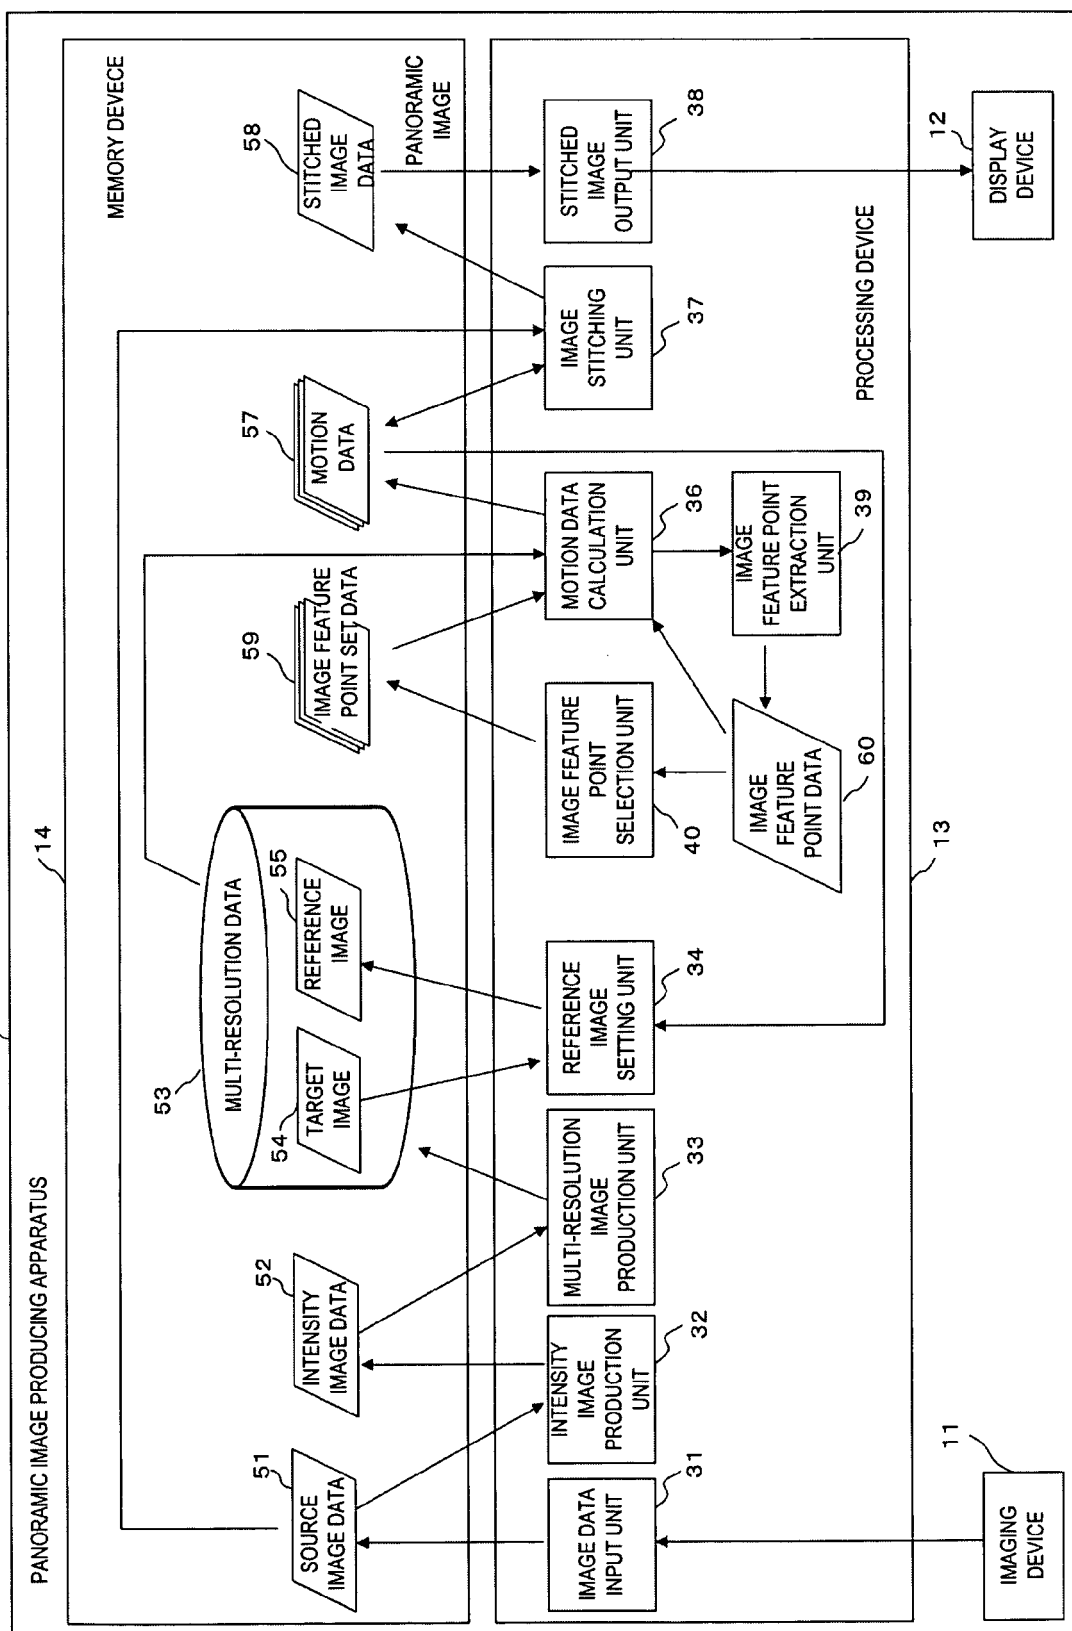 PANORAMIC IMAGE PRODUCING APPARATUS
14
MEMORY DEVECE
51
SOURCE
IMAGE DATA
52
INTENSITY
IMAGE DATA
53
MULTI-RESOLUTION DATA
54
TARGET
IMAGE
55
REFERENCE
IMAGE
59
IMAGE FEATURE
POINT SET DATA
57
MOTION
DATA
58
STITCHED
IMAGE
DATA
PANORAMIC
IMAGE
IMAGE DATA
INPUT UNIT
31
INTENSITY
IMAGE
PRODUCTION
UNIT
32
MULTI-RESOLUTION
IMAGE
PRODUCTION UNIT
33
REFERENCE
IMAGE
SETTING UNIT
34
IMAGE FEATURE
POINT
SELECTION UNIT
40
MOTION DATA
CALCULATION
UNIT
36
IMAGE
STITCHING
UNIT
37
STITCHED
IMAGE
OUTPUT UNIT
38
IMAGE
FEATURE
POINT DATA
60
IMAGE
FEATURE POINT
EXTRACTION
UNIT
39
PROCESSING DEVICE
13
11
IMAGING
DEVICE
12
DISPLAY
DEVICE